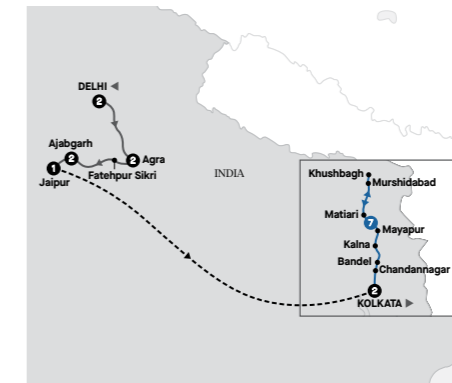 DELHI
2
Ajabgarh
2
2
Agra
1
Fatehpur Sikri
Jaipur
INDIA
Khushbagh
Murshidabad
Matiari
7
Mayapur
Kalna
Bandel
Chandannagar
2
KOLKATA